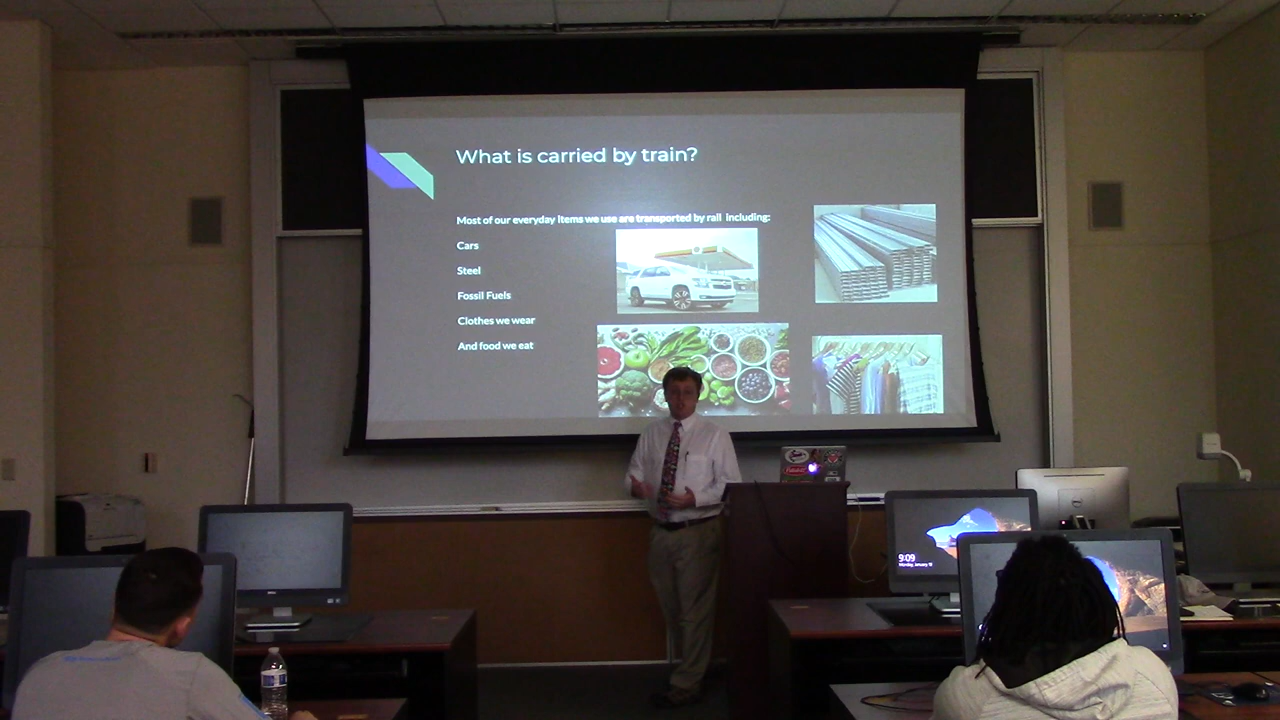 What is carried by train?
Most of our everyday items we use are transported by rail including:
Cars
Steel
Fossil Fuels
Clothes we wear
And food we eat
9:09